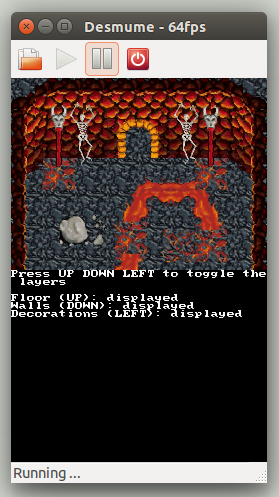 Desmume - 64fps
Press UP DOWN LEFT to toggle the
layers
Floor (UP): displayed
Walls (DOWN): displayed
Decorations (LEFT): displayed
Running ...